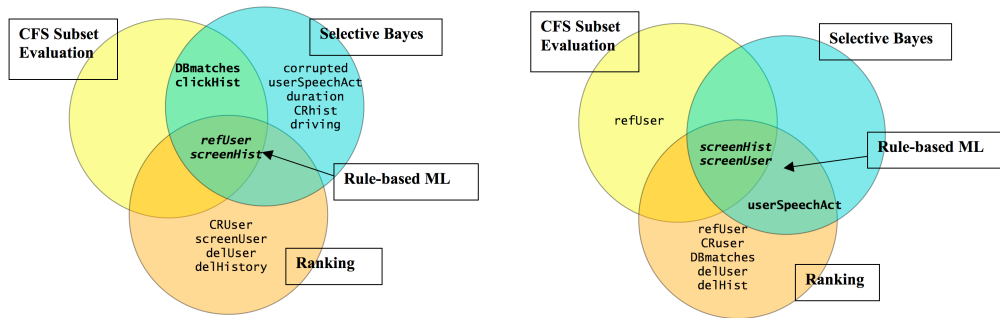 CFS Subset
Evaluation
Selective Bayes
DBmatches
clickHist
corrupted
userSpeechAct
duration
CRhist
driving
refUser
screenHist
Rule-based ML
CRUser
screenUser
delUser
delHistory
Ranking
CFS Subset
Evaluation
Selective Bayes
refUser
screenHist
screenUser
Rule-based ML
userSpeechAct
refUser
CRuser
DBmatches
delUser
delHist
Ranking